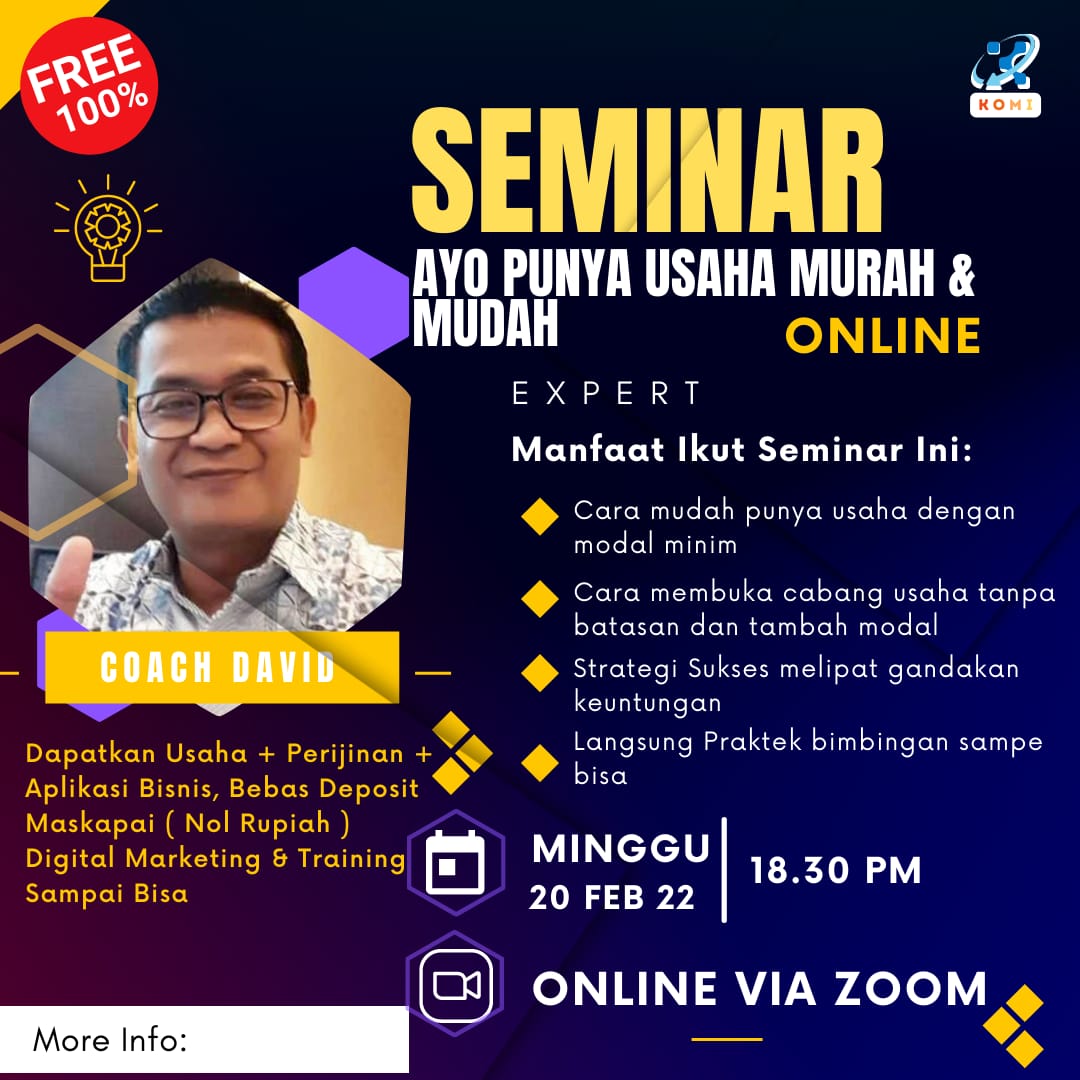 FREE
100%
KOMI
SEMINAR
AYO PUNYA USAHA MURAH &
MUDAH
ONLINE
EXPERT
Manfaat Ikut Seminar Ini:
Cara mudah punya usaha dengan
modal minim
Cara membuka cabang usaha tanpa
batasan dan tambah modal
Strategi Sukses melipat gandakan
keuntungan
Langsung Praktek bimbingan sampe
bisa
COACH DAVID
Dapatkan Usaha + Perijinan +
Aplikasi Bisnis, Bebas Deposit
Maskapai ( Nol Rupiah )
Digital Marketing & Training
Sampai Bisa
MINGGU
20 FEB 22
18.30 PM
ONLINE VIA ZOOM
More Info: